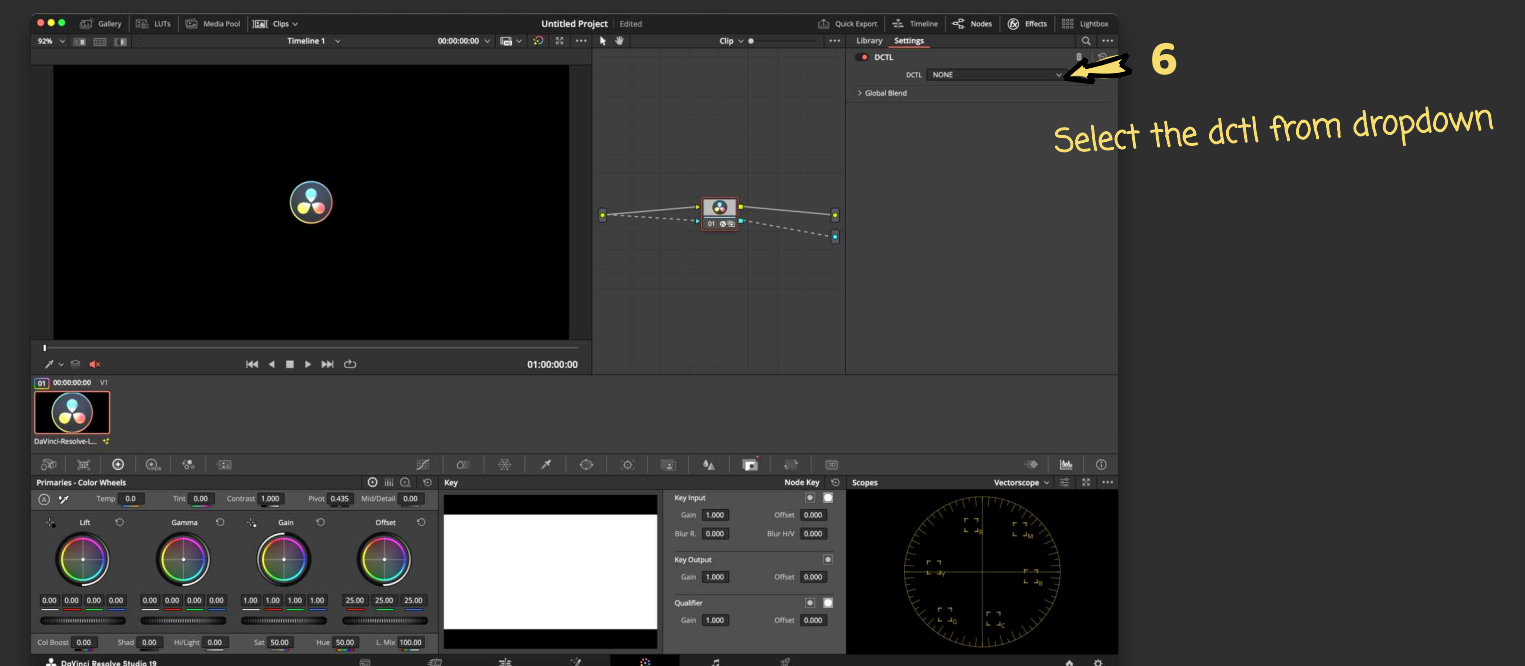 Gallery LUTs Media Pool Clips Untitled Project Edited Quick Export Timeline Nodes Effects Lightbox
92% Timeline 1 00:00:00:00 Clip Library Settings
DCTL
6
DCTL NONE
Global Blend
Select the dctl from dropdown
01
01:00:00:00
01 00:00:00:00 V1
DaVinci-Resolve-L...
Primaries - Color Wheels Key Node Key Scopes Vectorscope
A Temp 0.0 Tint 0.00 Contrast 1.000 Pivot 0.435 Mid/Detail 0.00
Key Input
Gain 1.000 Offset 0.000
Lift Gamma Gain Offset
Blur R. 0.000 Blur H/V 0.000
Key Output
Gain 1.000 Offset 0.000
0.00 0.00 0.00 0.00 0.00 0.00 0.00 0.00 1.00 1.00 1.00 1.00 25.00 25.00 25.00
Qualifier
Gain 1.000 Offset 0.000
R M
Y B
G C
Col Boost 0.00 Shad 0.00 Hi/Light 0.00 Sat 50.00 Hue 50.00 L. Mix 100.00
DaVinci Resolve Studio 19